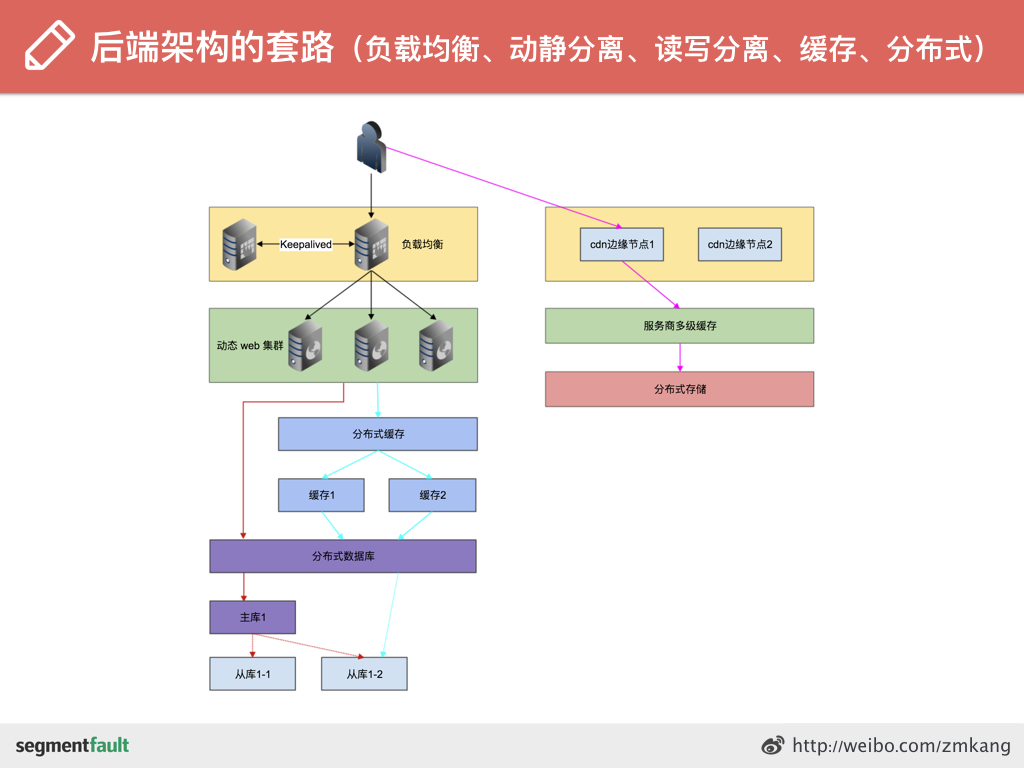 后端架构的套路（负载均衡、动静分离、读写分离、缓存、分布式）
Keepalived
负载均衡
cdn边缘节点1
cdn边缘节点2
动态 web 集群
服务商多级缓存
分布式存储
分布式缓存
缓存1
缓存2
分布式数据库
主库1
从库1-1
从库1-2
segmentfault
http://weibo.com/zmkang